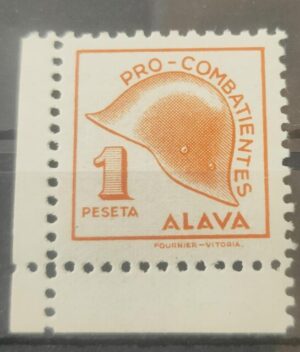 PRO-COMBATIENTES
1
PESETA
ALAVA
FOURNIER-VITORIA.